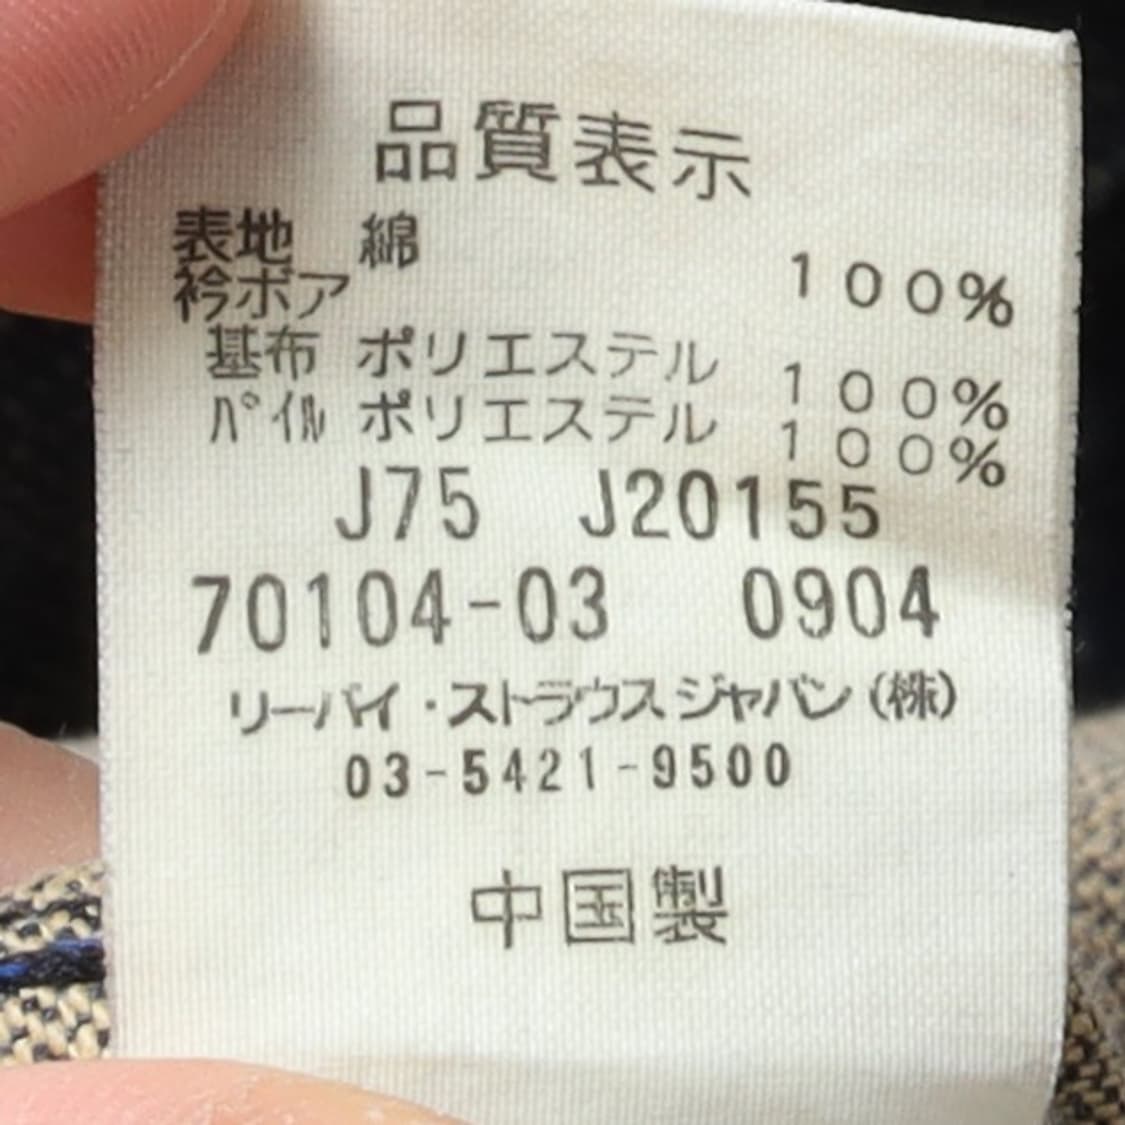 品質表示
表地 綿 100%
衿ボア
基布 ポリエステル 100%
パイル ポリエステル 100%
J75 J20155
70104-03 0904
リーバイ・ストラウスジャパン(株)
03-5421-9500
中国製